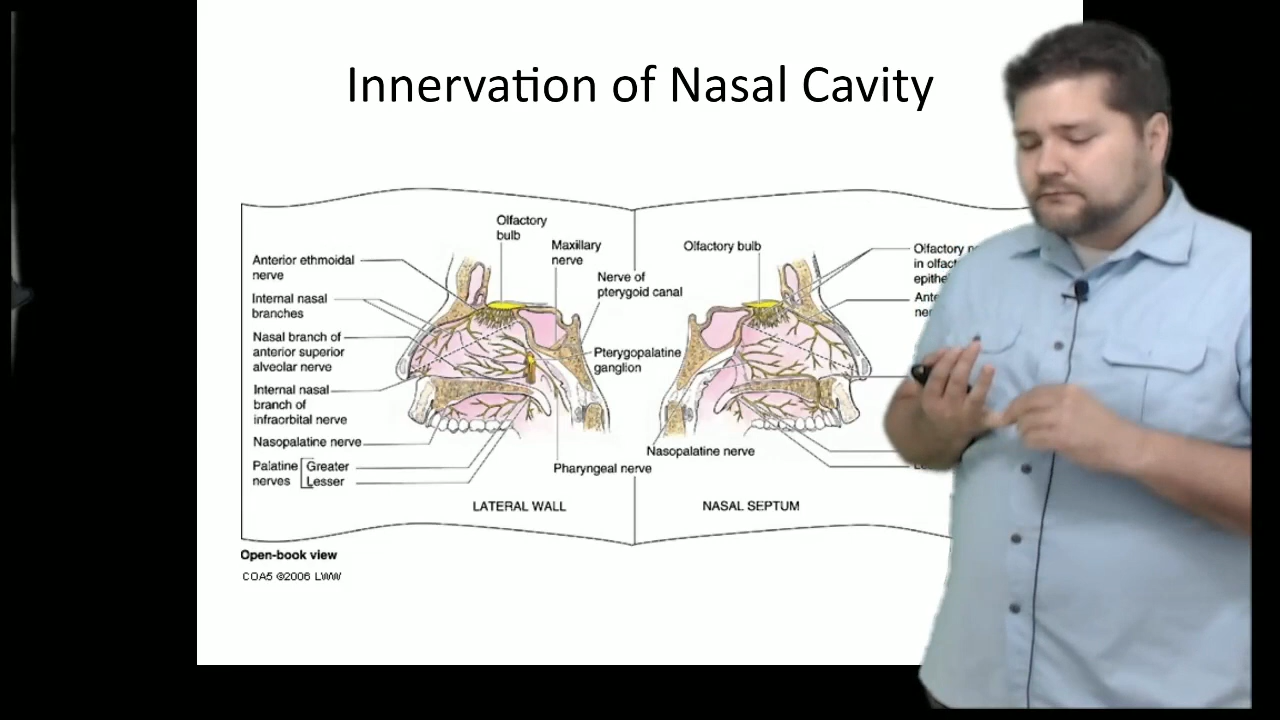 Innervation of Nasal Cavity
Olfactory
bulb
Maxillary
nerve
Nerve of
pterygoid canal
Anterior ethmoidal
nerve
Internal nasal
branches
Nasal branch of
anterior superior
alveolar nerve
Internal nasal
branch of
infraorbital nerve
Nasopalatine nerve
Palatine
nerves
Greater
Lesser
Pterygopalatine
ganglion
Pharyngeal nerve
LATERAL WALL
Olfactory bulb
Olfactory
in
Nasopalatine nerve
NASAL SEPTUM
Open-book view
COA5 ©2006 LWW